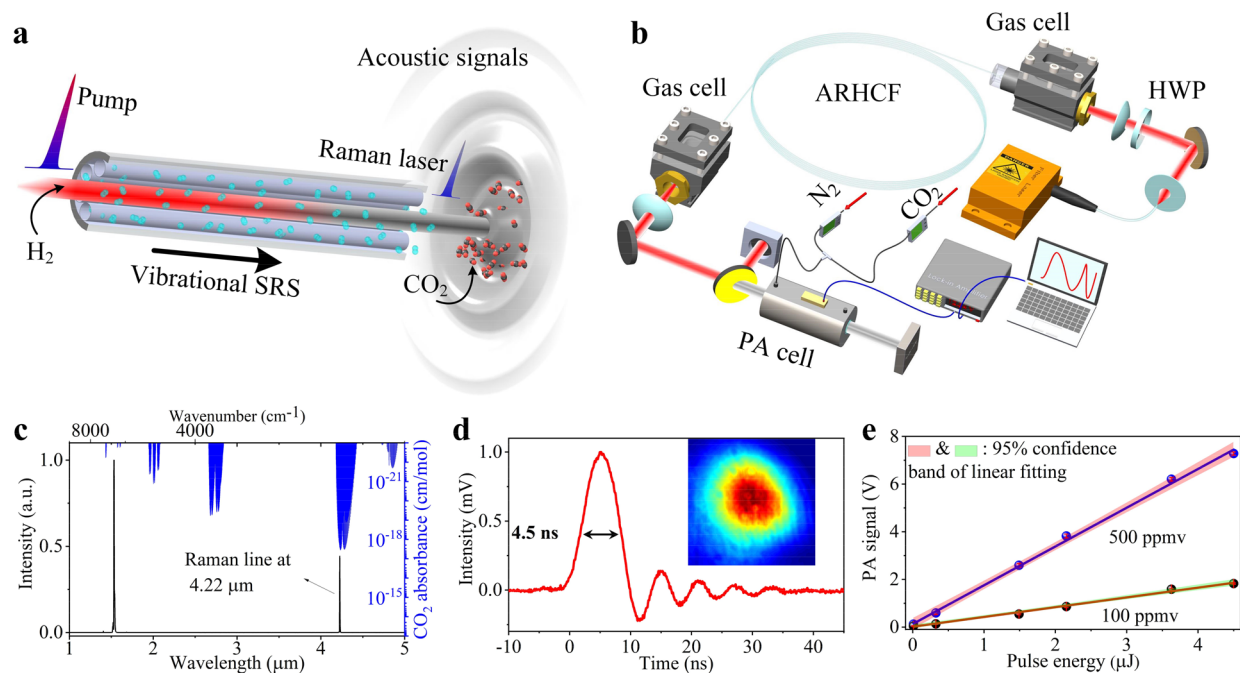 a
Acoustic signals
Pump
Raman laser
H2
Vibrational SRS
CO2
b
Gas cell
Gas cell
ARHCF
HWP
N2
CO2
DANGER
PA cell
c
Wavenumber (cm-1)
8000 4000
Intensity (a.u.)
1.0
0.5
0.0
Raman line at
4.22 μm
10-21
10-18
10-15
CO2 absorbance (cm/mol)
1 2 3 4 5
Wavelength (μm)
d
Intensity (mV)
1.0
0.5
0.0
4.5 ns
-10 0 10 20 30 40
Time (ns)
e
PA signal (V)
8
6
4
2
0
& : 95% confidence
band of linear fitting
500 ppmv
100 ppmv
0 1 2 3 4
Pulse energy (μJ)